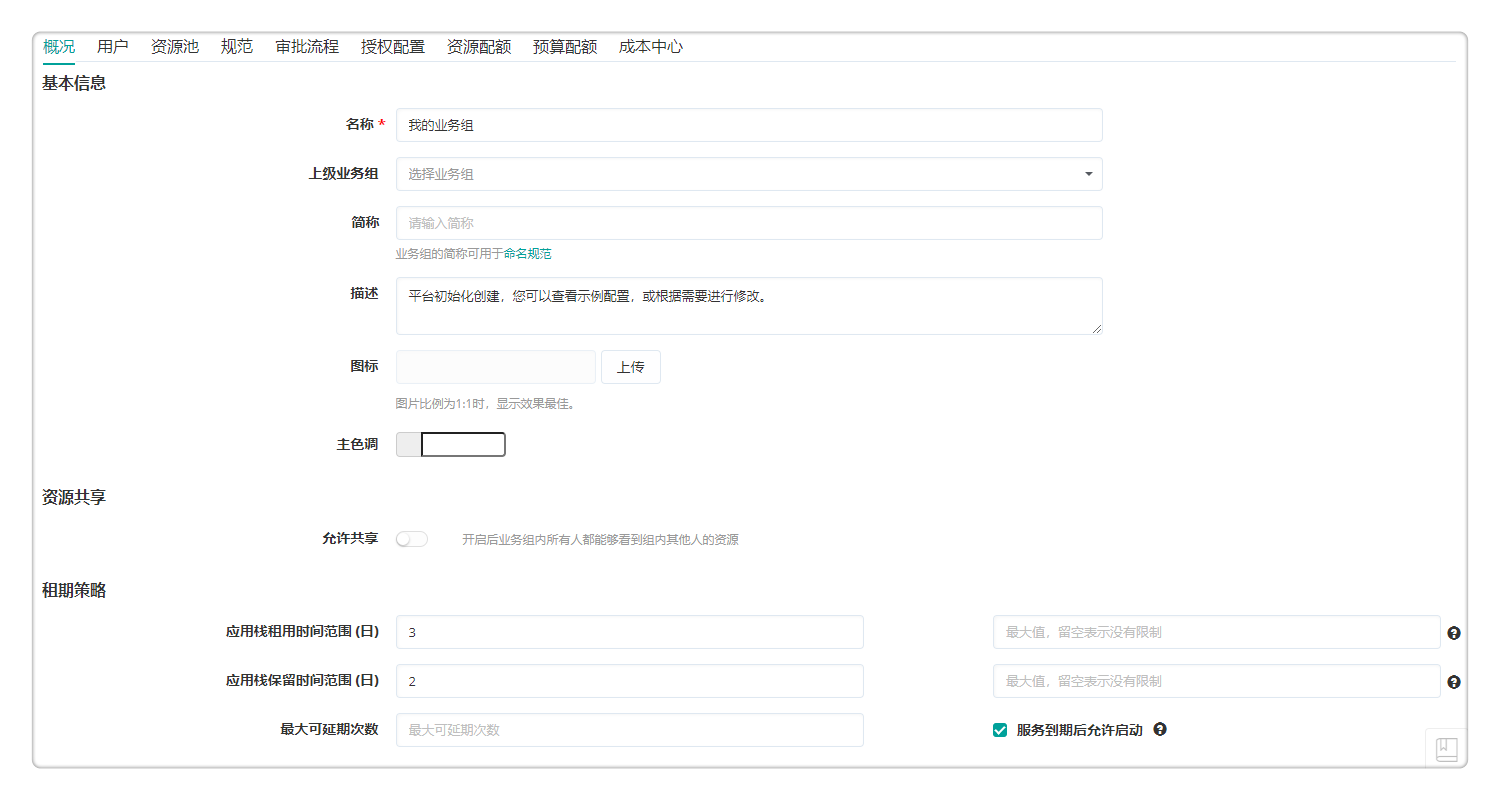 概况 用户 资源池 规范 审批流程 授权配置 资源配额 预算配额 成本中心
基本信息
名称 * 我的业务组
上级业务组 选择业务组
简称 请输入简称
业务组的简称可用于命名规范
描述 平台初始化创建，您可以查看示例配置，或根据需要进行修改。
图标 上传
图片比例为1:1时，显示效果最佳。
主色调
资源共享
允许共享 开启后业务组内所有人都能够看到组内其他人的资源
租期策略
应用栈租用时间范围 (日) 3 最大值，留空表示没有限制
应用栈保留时间范围 (日) 2 最大值，留空表示没有限制
最大可延期次数 最大可延期次数 服务到期后允许启动